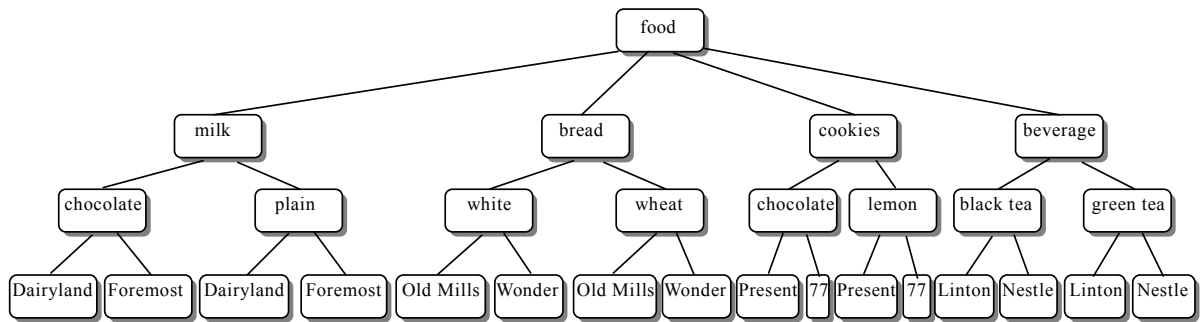 food
milk
bread
cookies
beverage
chocolate
plain
white
wheat
chocolate
lemon
black tea
green tea
Dairyland
Foremost
Dairyland
Foremost
Old Mills
Wonder
Old Mills
Wonder
Present
77
Present
77
Linton
Nestle
Linton
Nestle